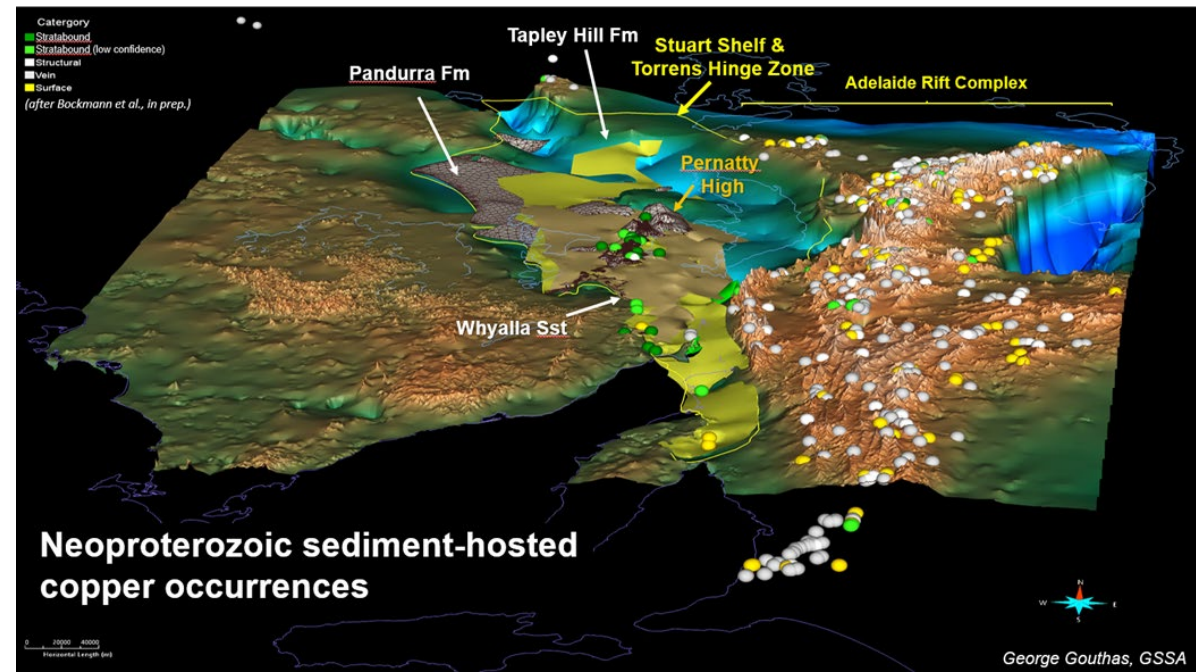 Catergory
Stratabound
Stratabound (low confidence)
Structural
Vein
Surface
(after Bockmann et al., in prep.)
Tapley Hill Fm
Stuart Shelf &
Torrens Hinge Zone
Adelaide Rift Complex
Pandurra Fm
Pernatty
High
Whyalla Sst
Neoproterozoic sediment-hosted
copper occurrences
N
W
E
S
0 20000 40000
Horizontal Length (m)
George Gouthas, GSSA